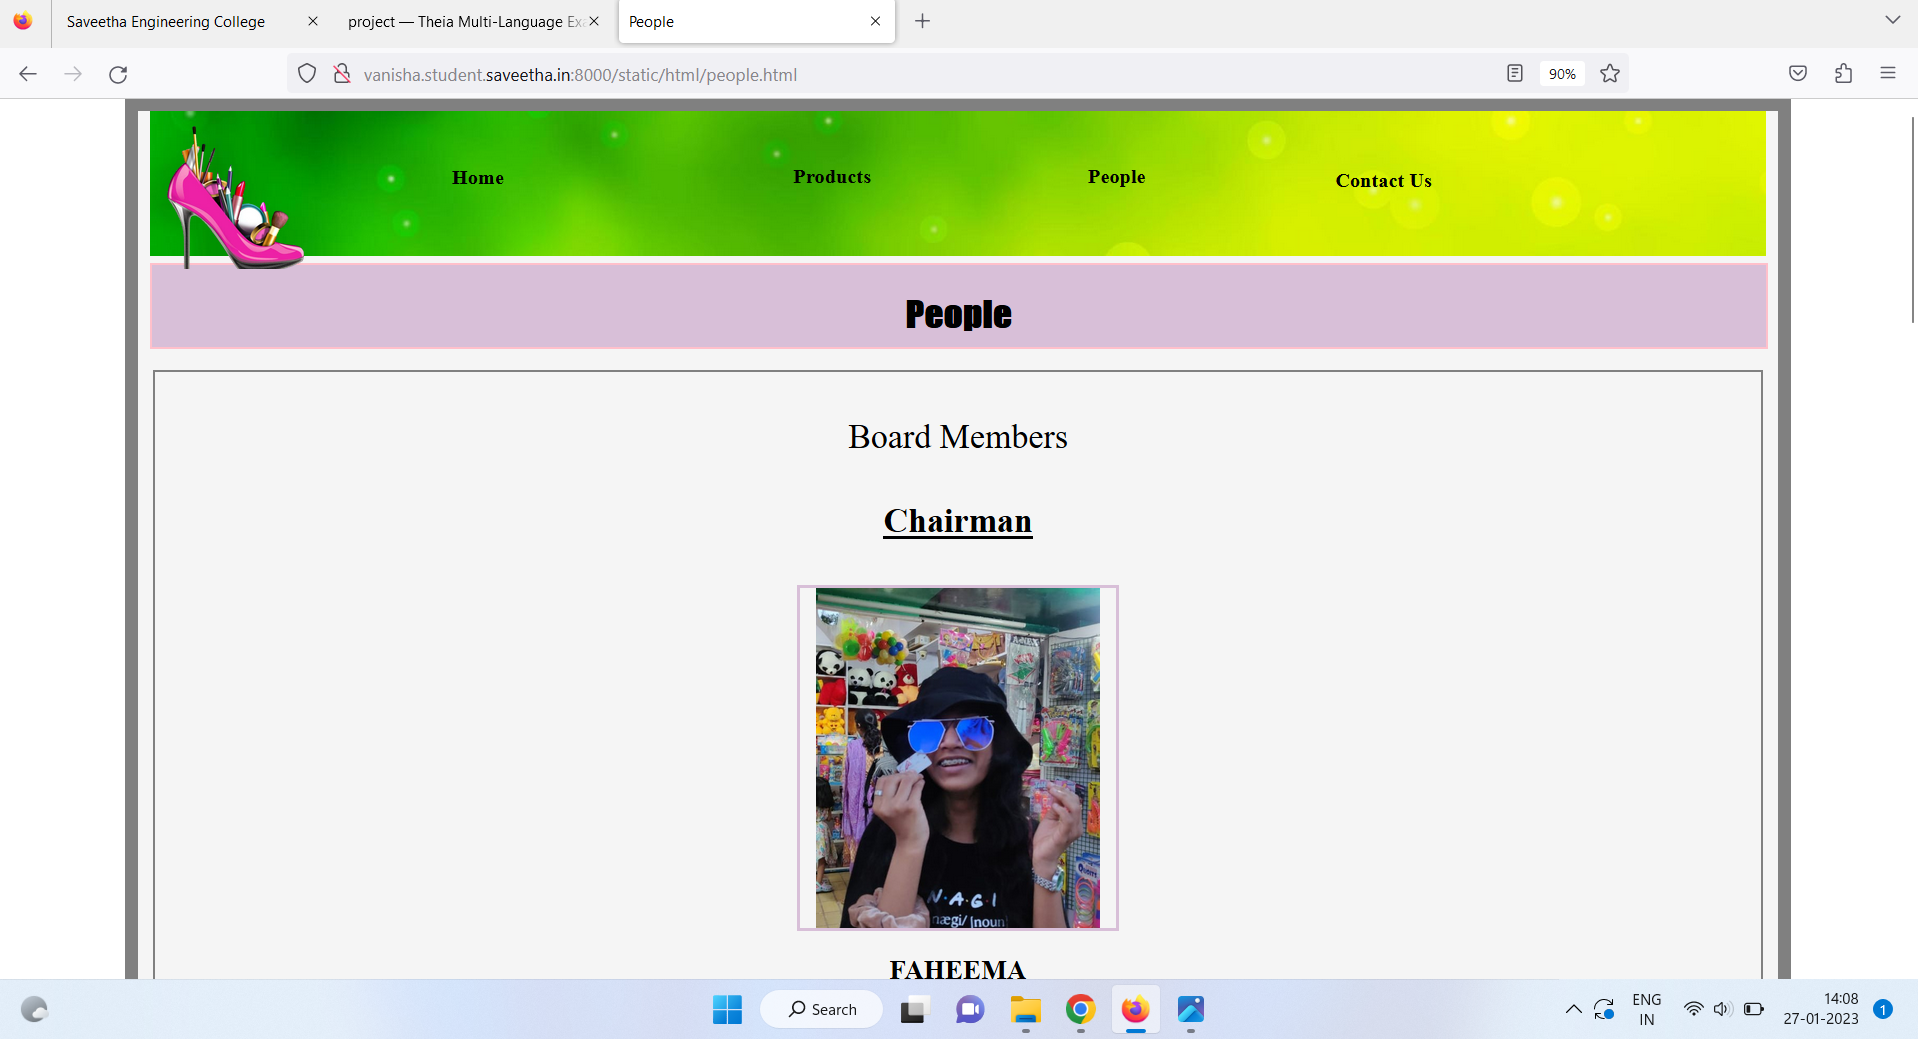 Saveetha Engineering College
project — Theia Multi-Language Exa
People
vanisha.student.saveetha.in:8000/static/html/people.html
90%
Home
Products
People
Contact Us
People
Board Members
Chairman
N·A·G·I
nægi/ [noun
FAHEEMA
Search
ENG
IN
14:08
27-01-2023
1